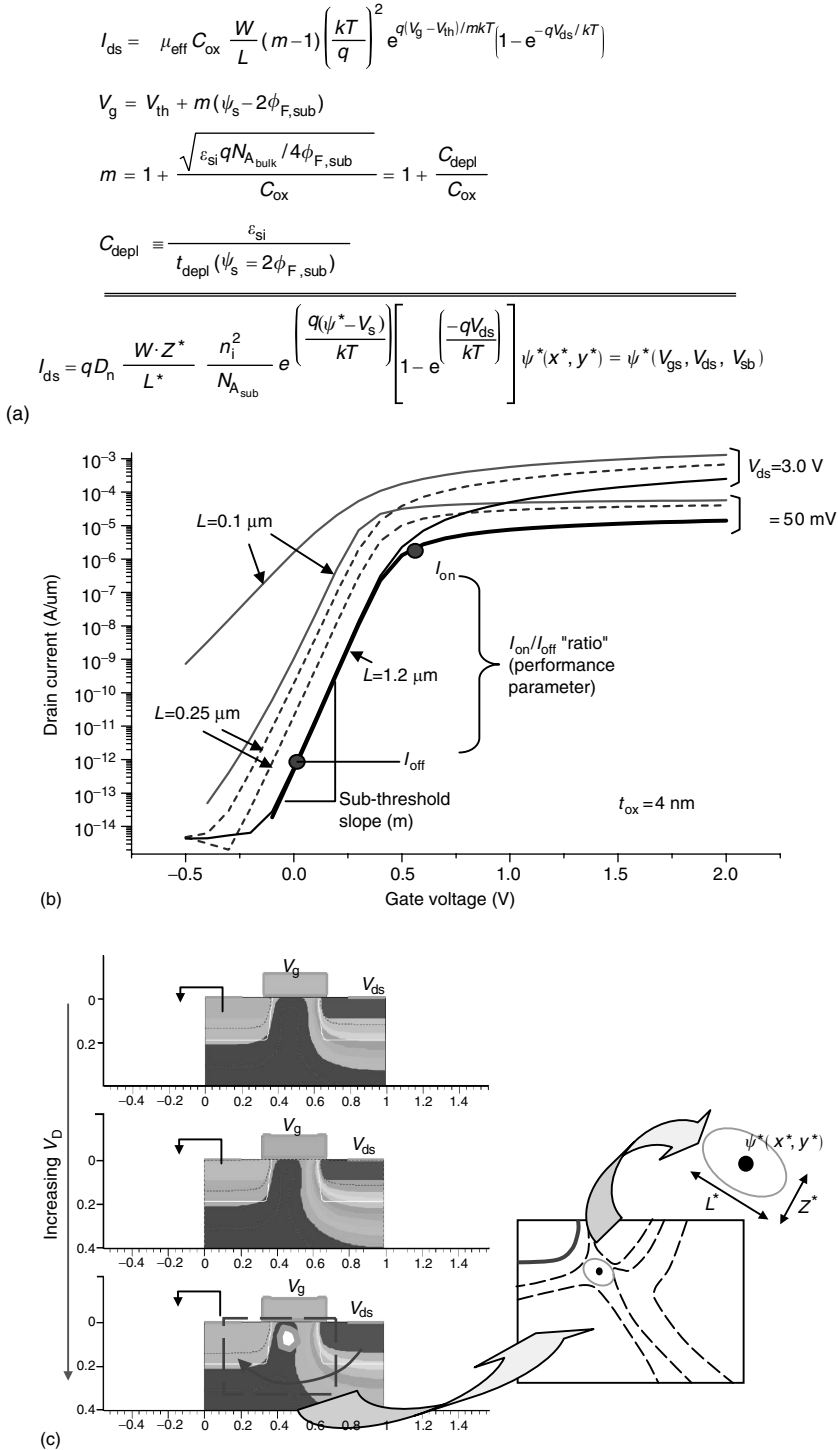 I_ds = μ_eff C_ox W/L (m−1) (kT/q)^2 e^{q(V_g−V_th)/mkT} (1−e^{−qV_ds/kT})
V_g = V_th + m(ψ_s−2ϕ_F,sub)
m = 1 + √(ε_si qN_A_bulk /4ϕ_F,sub) / C_ox = 1 + C_depl / C_ox
C_depl ≡ ε_si / t_depl (ψ_s = 2ϕ_F,sub)
I_ds = qD_n W·Z*/L* n_i^2/N_A_sub e^(q(ψ*−V_s)/kT) [1−e^(−qV_ds/kT)] ψ*(x*, y*) = ψ*(V_gs, V_ds, V_sb)
(a)
10^−3
10^−4
10^−5
10^−6
10^−7
10^−8
10^−9
10^−10
10^−11
10^−12
10^−13
10^−14
Drain current (A/um)
V_ds=3.0 V
=50 mV
L=0.1 μm
I_on
I_on/I_off "ratio"
(performance
parameter)
L=1.2 μm
L=0.25 μm
I_off
Sub-threshold
slope (m)
t_ox=4 nm
−0.5 0.0 0.5 1.0 1.5 2.0
Gate voltage (V)
(b)
Increasing V_D
V_g
V_ds
0
0.2
−0.4 −0.2 0 0.2 0.4 0.6 0.8 1 1.2 1.4
V_g
V_ds
0
0.2
0.4
−0.4 −0.2 0 0.2 0.4 0.6 0.8 1 1.2 1.4
V_g
V_ds
0
0.2
0.4
−0.4 −0.2 0 0.2 0.4 0.6 0.8 1 1.2 1.4
ψ*(x*, y*)
L*
Z*
(c)